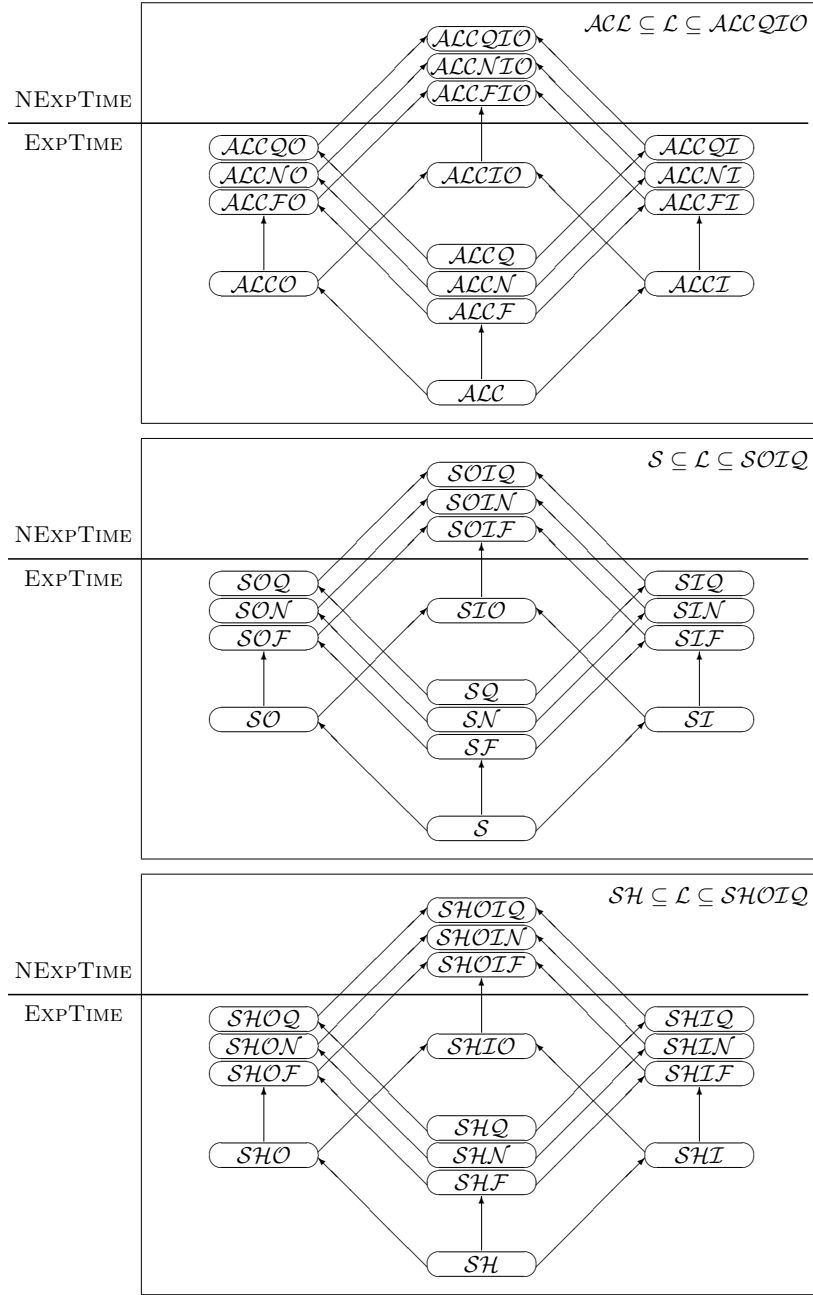 𝒜𝒞ℒ ⊆ ℒ ⊆ 𝒜ℒ𝒞𝒬ℐ𝒪
𝒜ℒ𝒞𝒬ℐ𝒪
𝒜ℒ𝒞𝒩ℐ𝒪
𝒜ℒ𝒞ℱℐ𝒪
NEXPTIME
EXPTIME
𝒜ℒ𝒞𝒬𝒪 𝒜ℒ𝒞𝒬ℐ
𝒜ℒ𝒞𝒩𝒪 𝒜ℒ𝒞ℐ𝒪 𝒜ℒ𝒞𝒩ℐ
𝒜ℒ𝒞ℱ𝒪 𝒜ℒ𝒞ℱℐ
𝒜ℒ𝒞𝒬
𝒜ℒ𝒞𝒪 𝒜ℒ𝒞𝒩 𝒜ℒ𝒞ℐ
𝒜ℒ𝒞ℱ
𝒜ℒ𝒞
𝒮 ⊆ ℒ ⊆ 𝒮𝒪ℐ𝒬
𝒮𝒪ℐ𝒬
𝒮𝒪ℐ𝒩
𝒮𝒪ℐℱ
NEXPTIME
EXPTIME
𝒮𝒪𝒬 𝒮ℐ𝒬
𝒮𝒪𝒩 𝒮ℐ𝒪 𝒮ℐ𝒩
𝒮𝒪ℱ 𝒮ℐℱ
𝒮𝒬
𝒮𝒪 𝒮𝒩 𝒮ℐ
𝒮ℱ
𝒮
𝒮ℋ ⊆ ℒ ⊆ 𝒮ℋ𝒪ℐ𝒬
𝒮ℋ𝒪ℐ𝒬
𝒮ℋ𝒪ℐ𝒩
𝒮ℋ𝒪ℐℱ
NEXPTIME
EXPTIME
𝒮ℋ𝒪𝒬 𝒮ℋℐ𝒬
𝒮ℋ𝒪𝒩 𝒮ℋℐ𝒪 𝒮ℋℐ𝒩
𝒮ℋ𝒪ℱ 𝒮ℋℐℱ
𝒮ℋ𝒬
𝒮ℋ𝒪 𝒮ℋ𝒩 𝒮ℋℐ
𝒮ℋℱ
𝒮ℋ